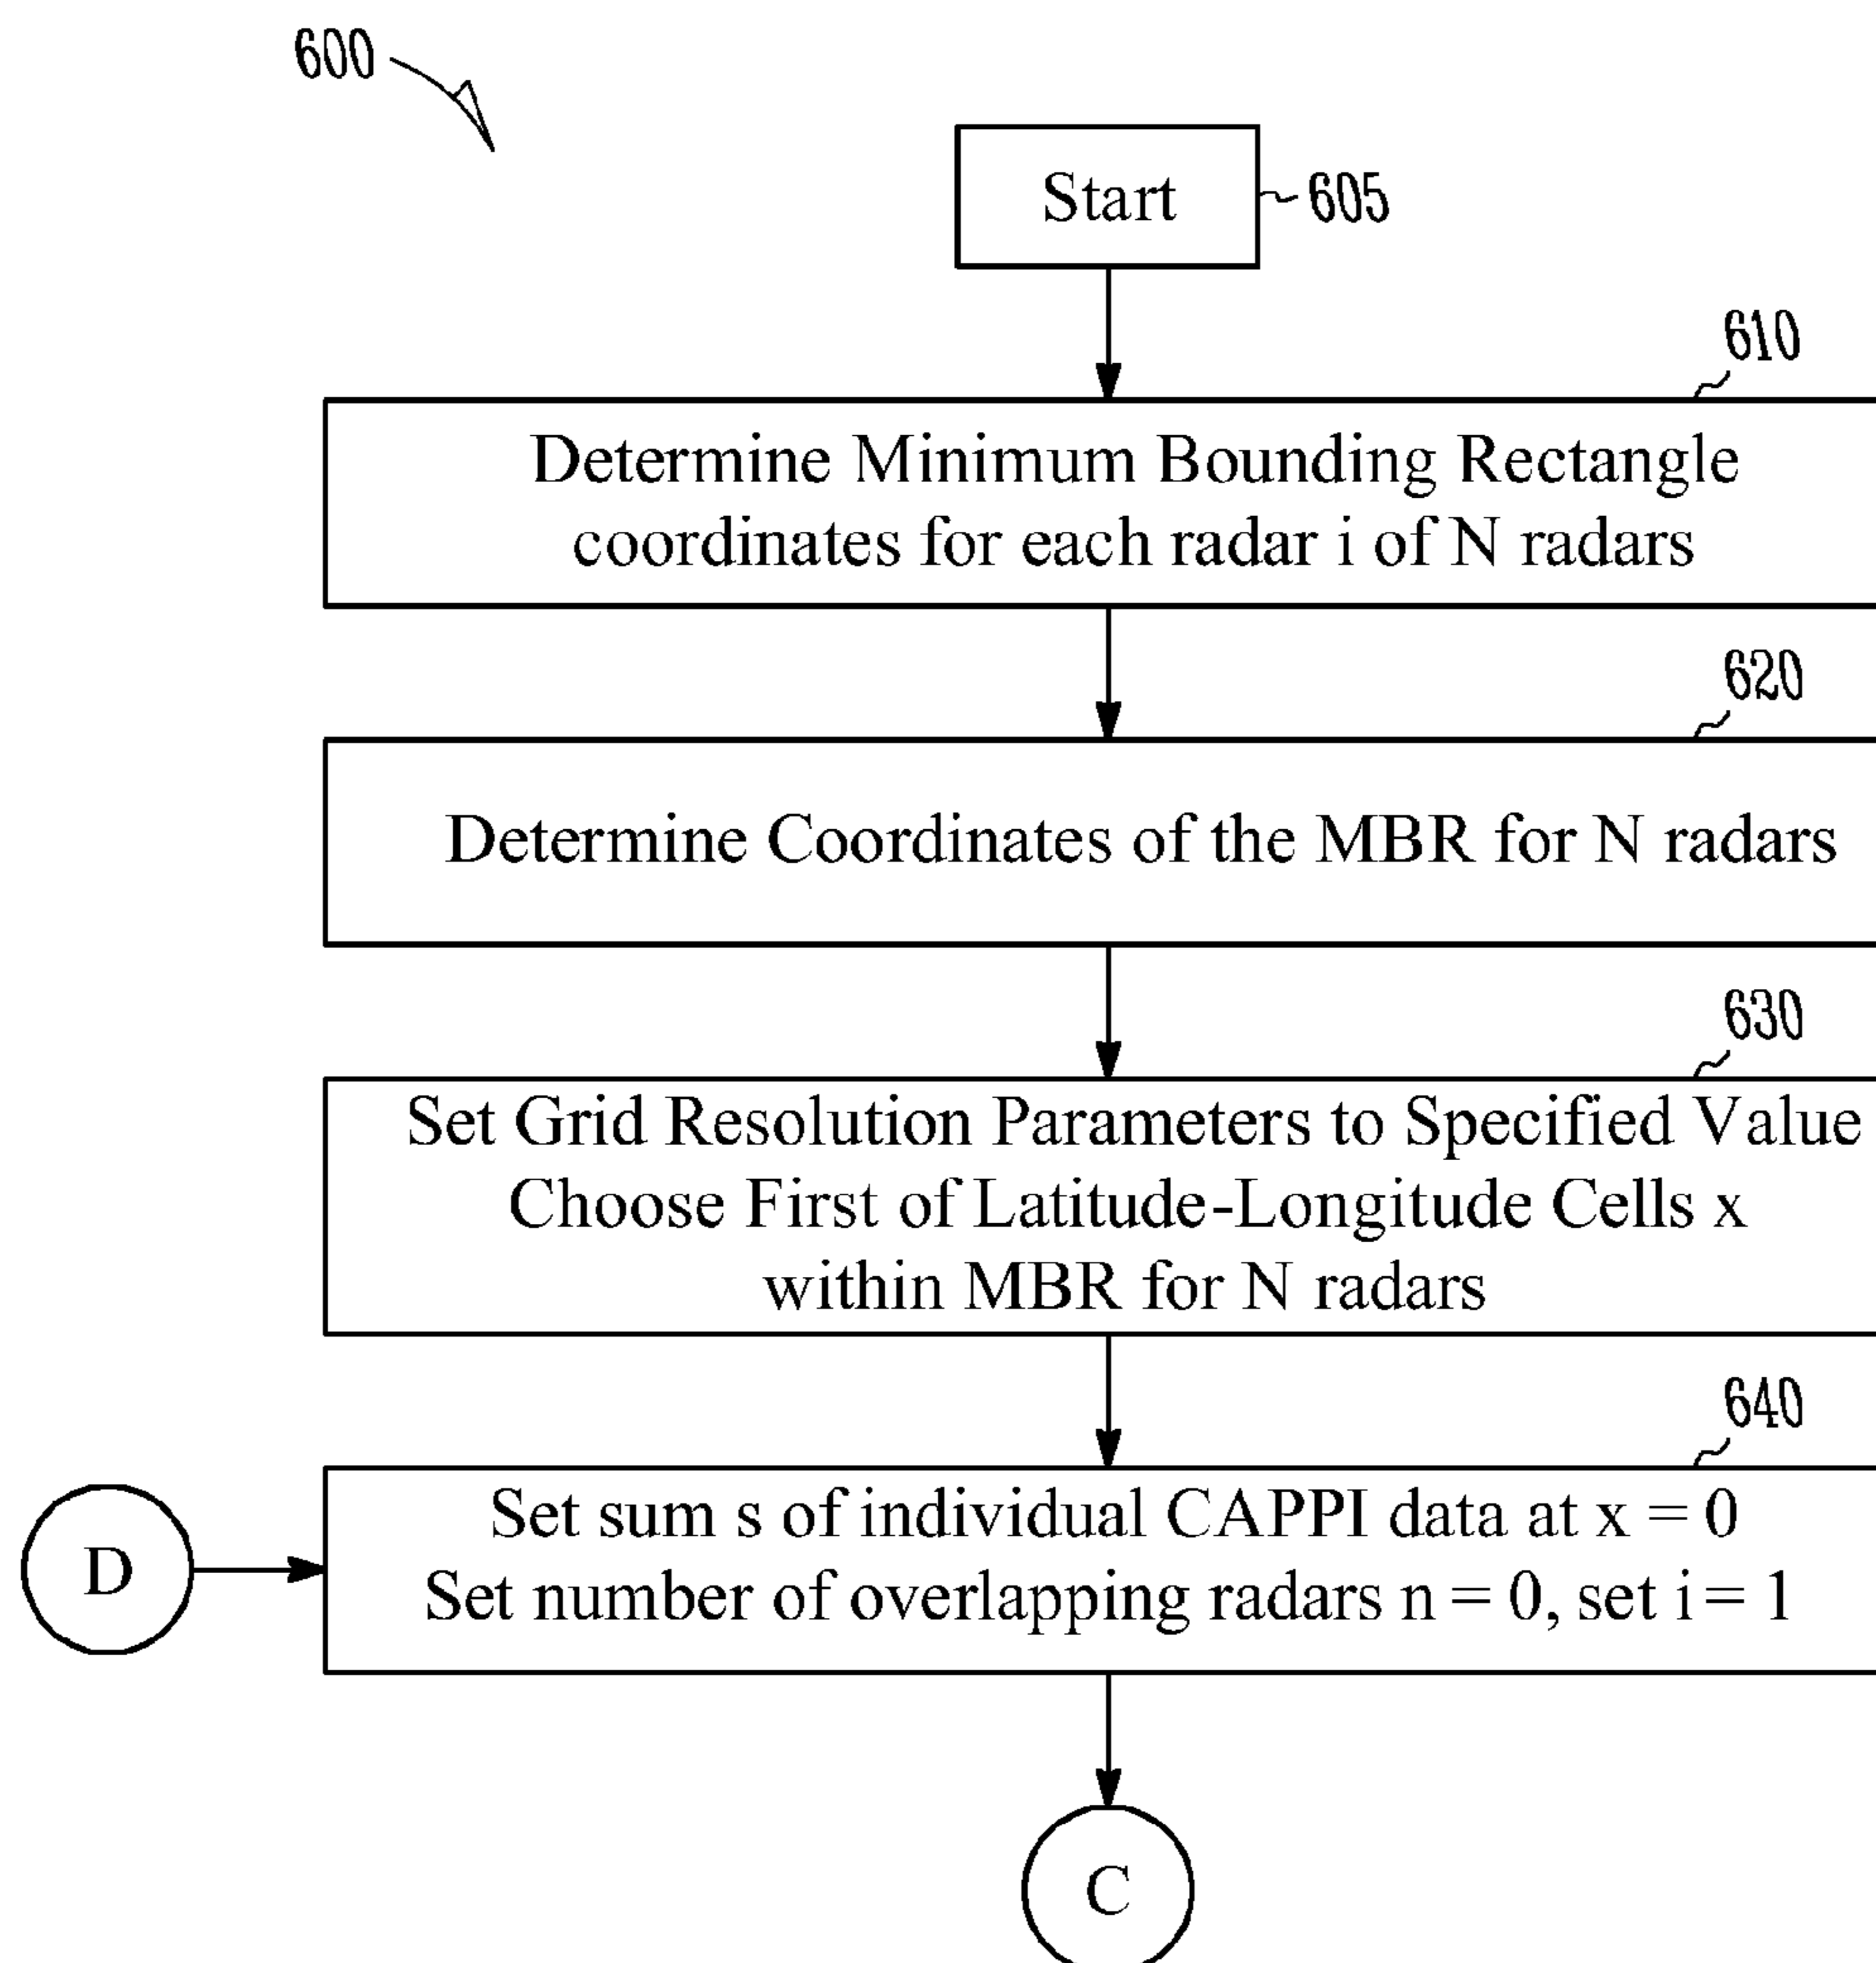 600
Start
605
610
Determine Minimum Bounding Rectangle
coordinates for each radar i of N radars
620
Determine Coordinates of the MBR for N radars
630
Set Grid Resolution Parameters to Specified Value
Choose First of Latitude-Longitude Cells x
within MBR for N radars
640
Set sum s of individual CAPPI data at x = 0
Set number of overlapping radars n = 0, set i = 1
D
C